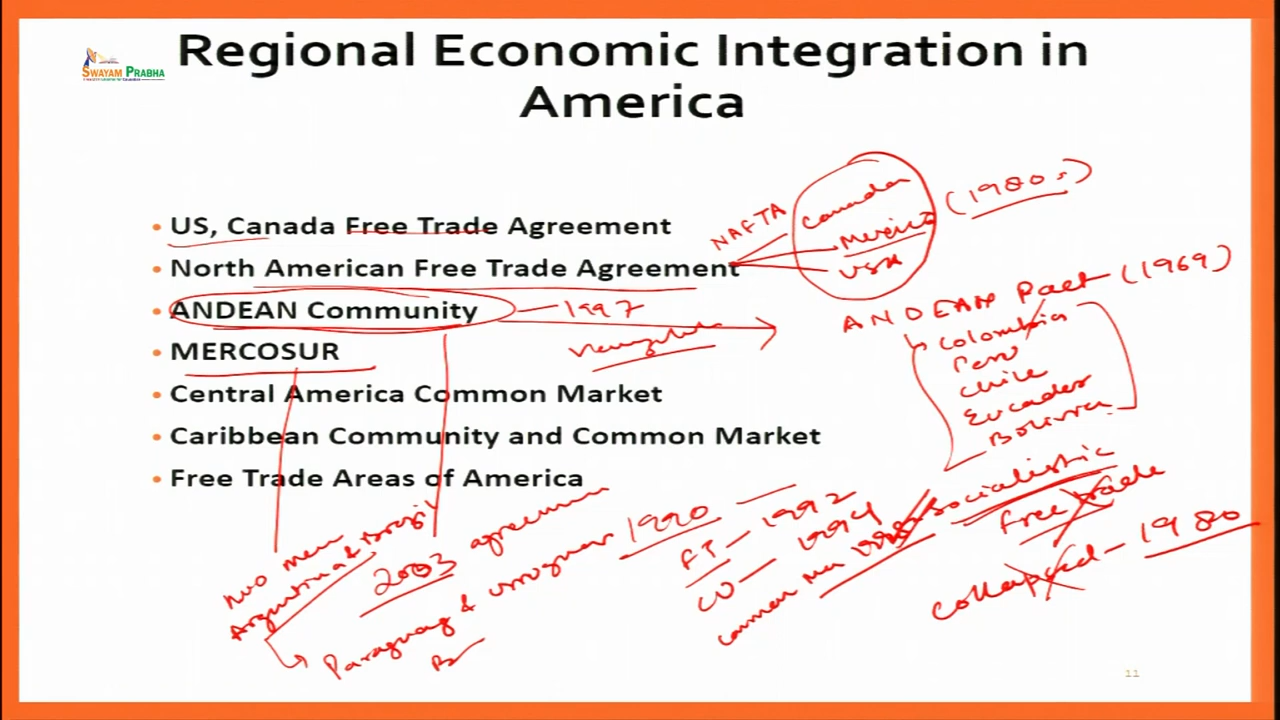 Regional Economic Integration in
America
SWAYAM PRABHA
• US, Canada Free Trade Agreement
• North American Free Trade Agreement
• ANDEAN Community
• MERCOSUR
• Central America Common Market
• Caribbean Community and Common Market
• Free Trade Areas of America
NAFTA
Canada
Mexico
USA
(1980s)
1997
ANDEAN Pact (1969)
Colombia
Peru
Chile
Ecuador
Bolivia
Socialistic
Free trade
Collapsed - 1980
1990
FT - 1992
CU - 1994
Common
two
Argentina & Brazil
2003 agreement
Paraguay &
11